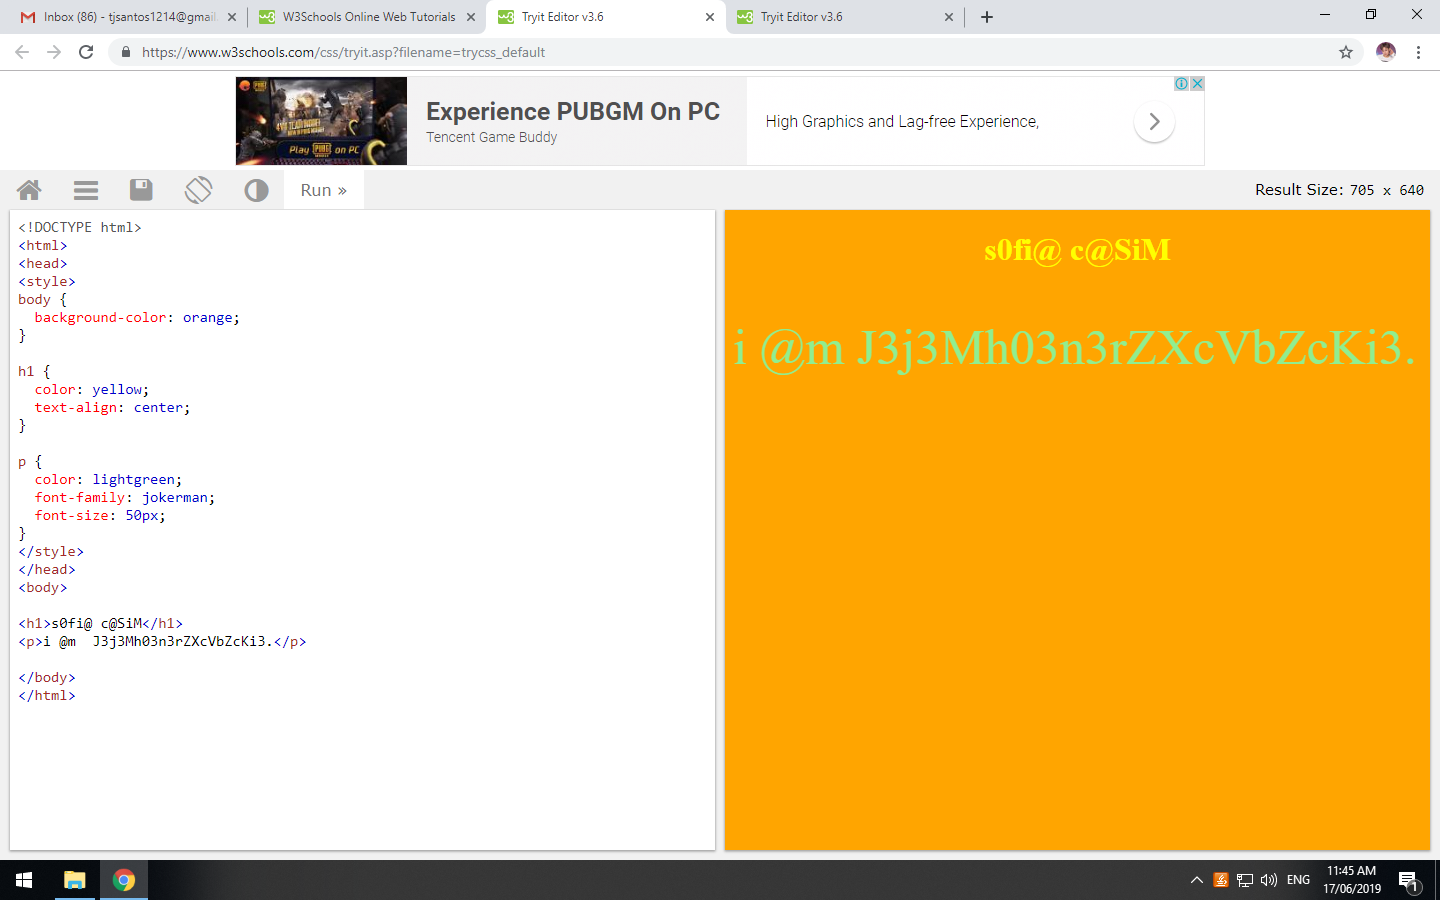 Inbox (86) - tjsantos1214@gmail.
W3Schools Online Web Tutorials
Tryit Editor v3.6
Tryit Editor v3.6
https://www.w3schools.com/css/tryit.asp?filename=trycss_default
Play PUBG on PC
Experience PUBGM On PC
Tencent Game Buddy
High Graphics and Lag-free Experience,
Run »
Result Size: 705 x 640
<!DOCTYPE html>
<html>
<head>
<style>
body {
  background-color: orange;
}

h1 {
  color: yellow;
  text-align: center;
}

p {
  color: lightgreen;
  font-family: jokerman;
  font-size: 50px;
}
</style>
</head>
<body>

<h1>s0fi@ c@SiM</h1>
<p>i @m  J3j3Mh03n3rZXcVbZcKi3.</p>

</body>
</html>
s0fi@ c@SiM
i @m J3j3Mh03n3rZXcVbZcKi3.
ENG
11:45 AM
17/06/2019
1